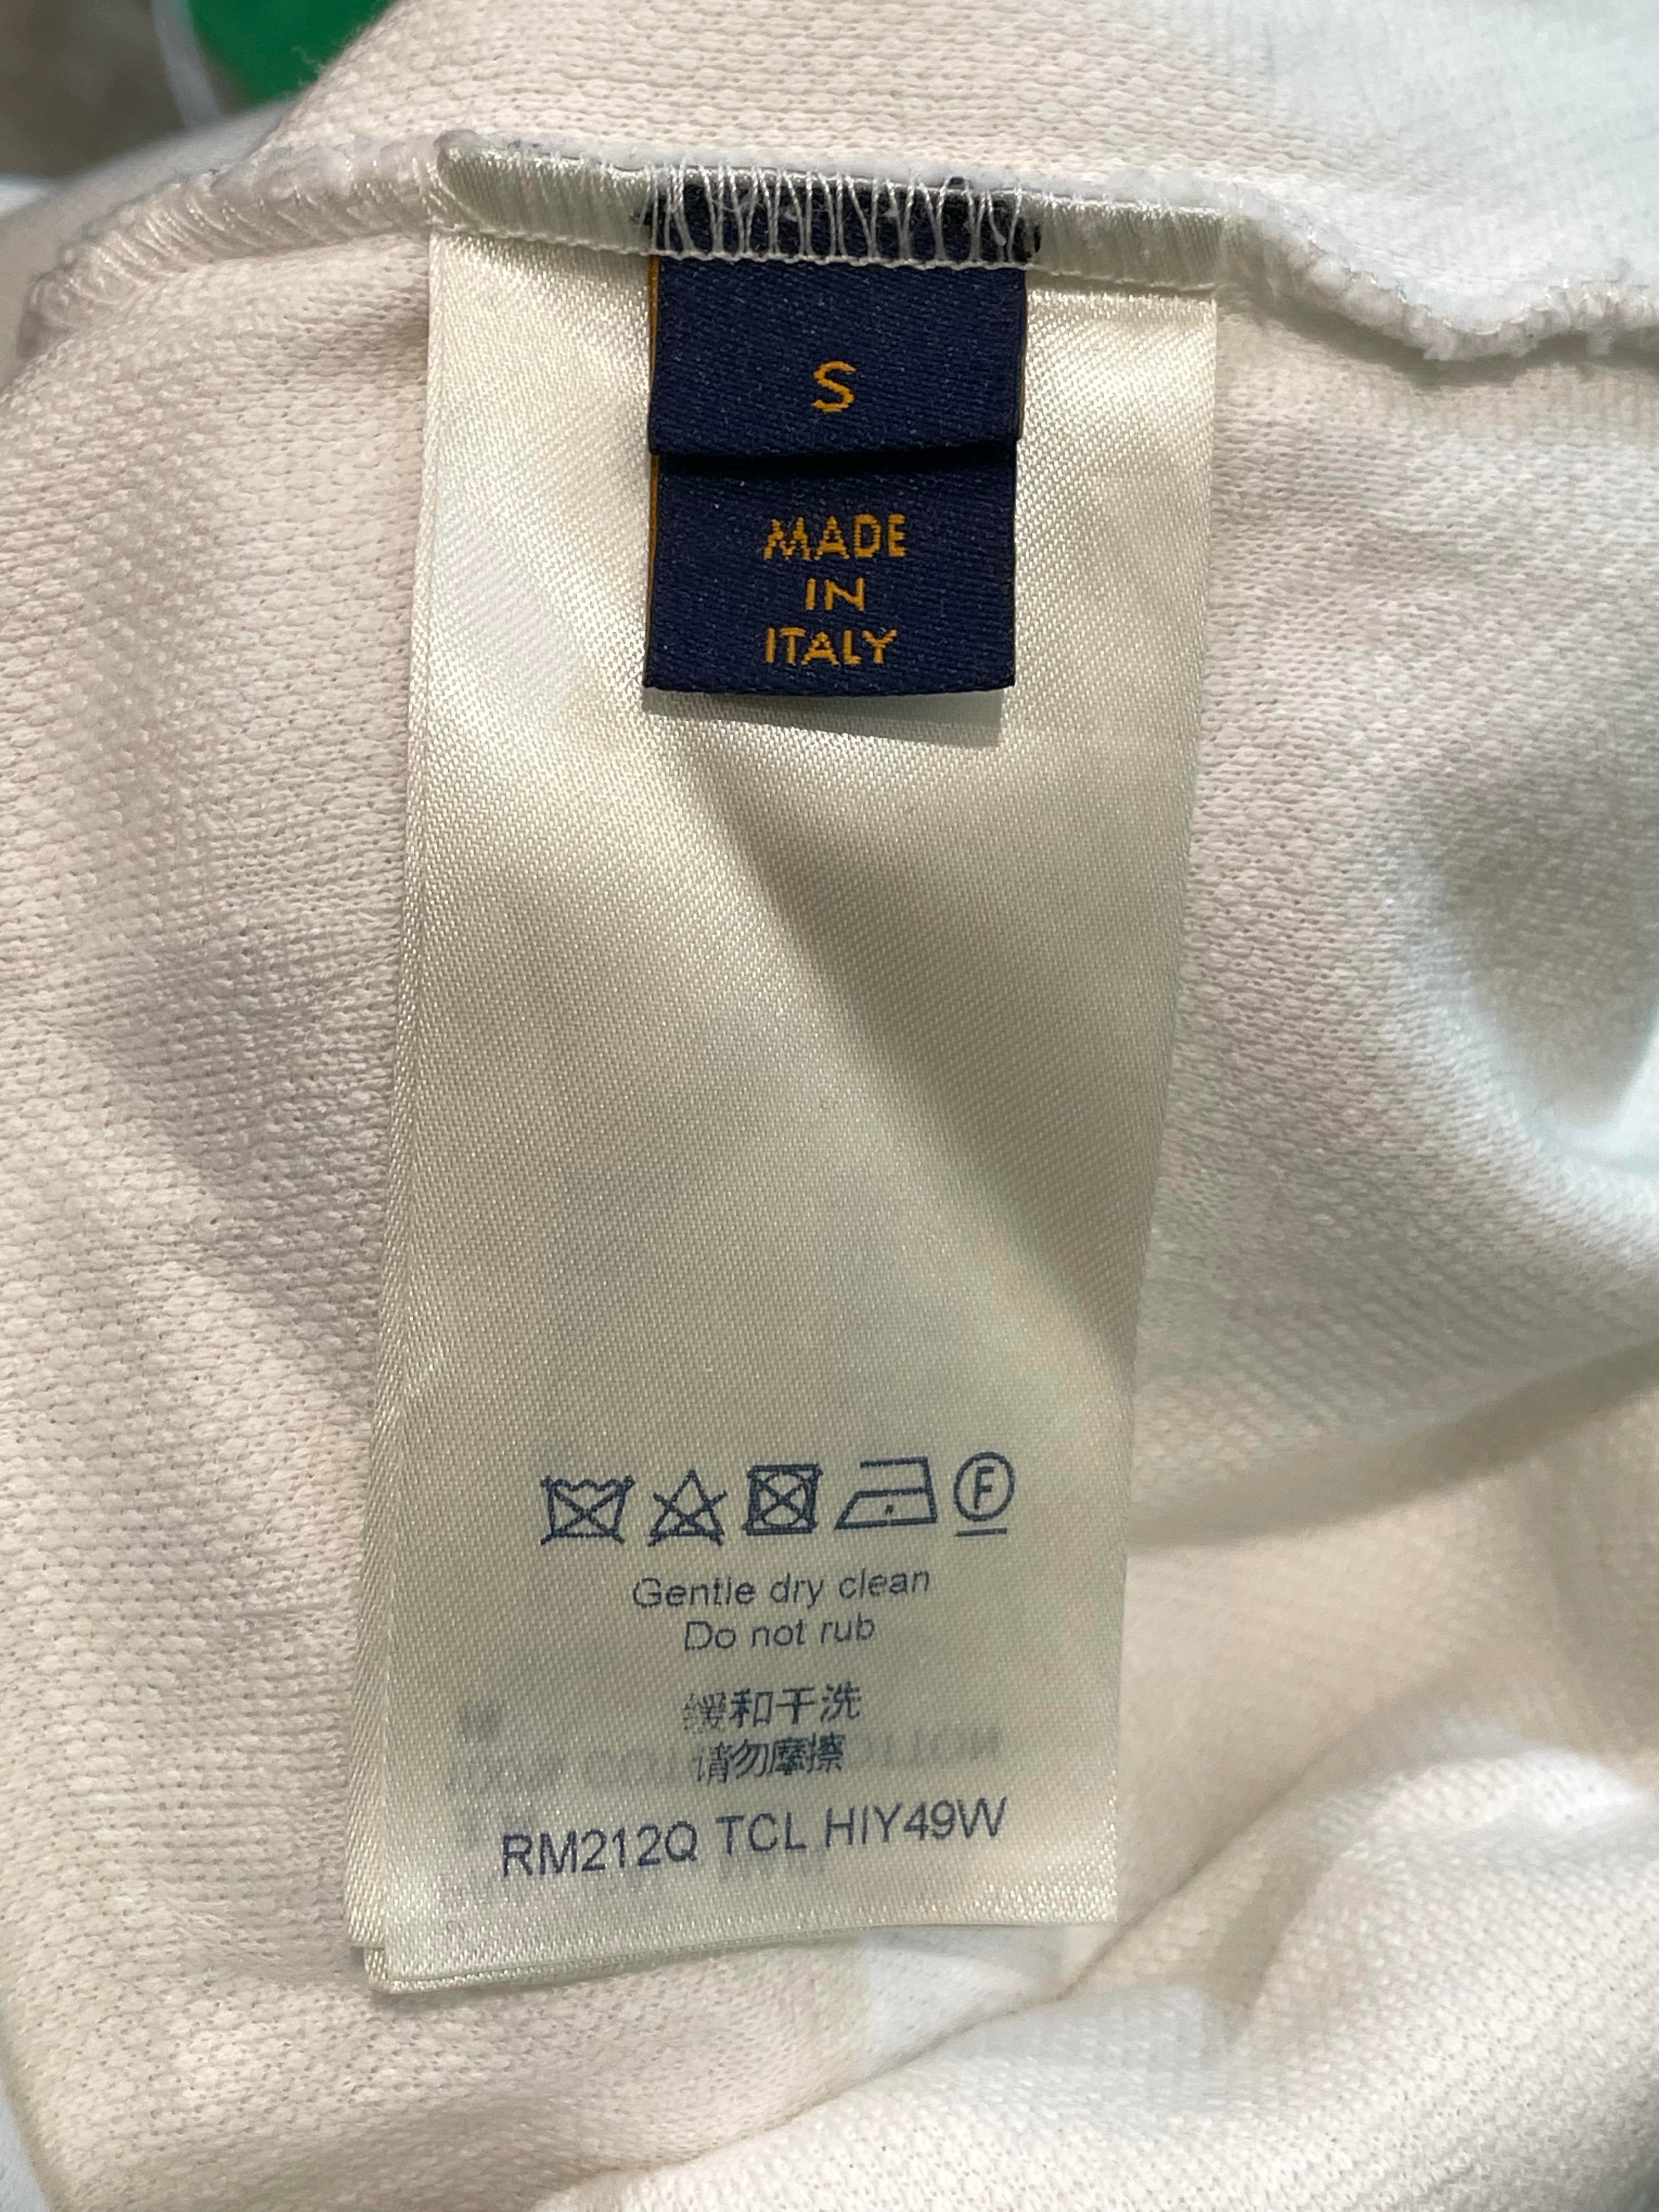 S
MADE
IN
ITALY
F
Gentle dry clean
Do not rub
缓和干洗
请勿摩擦
RM212Q TCL HIY49W